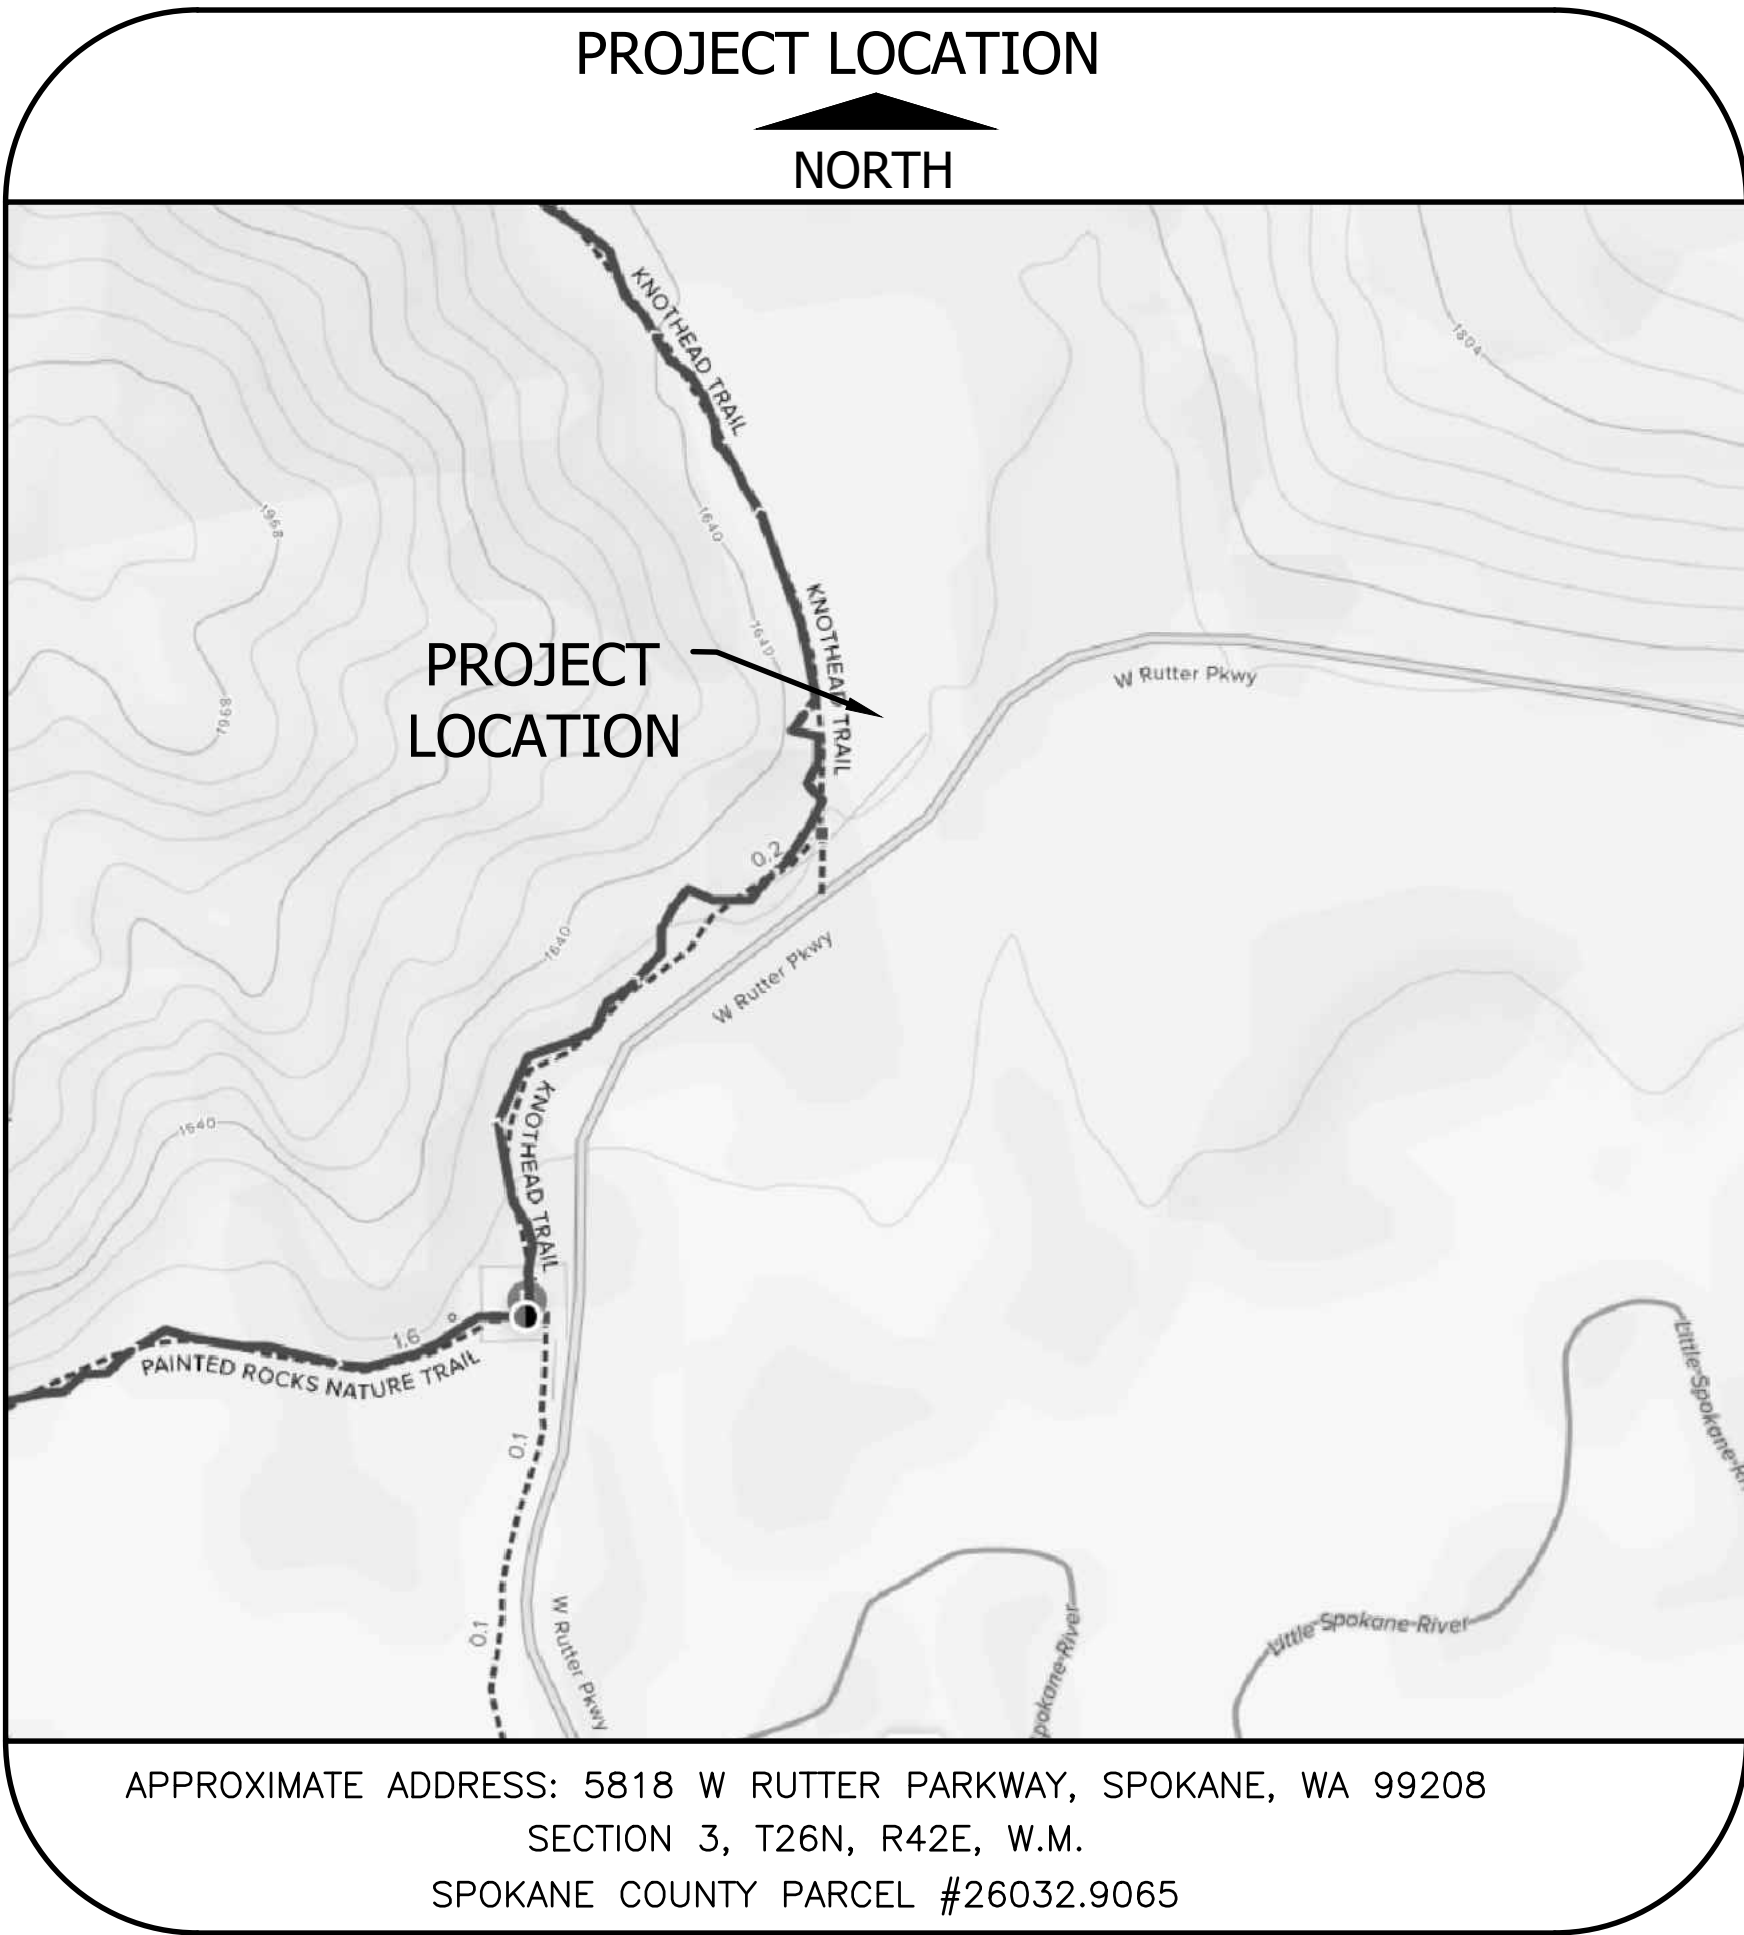 PROJECT LOCATION
NORTH
KNOTHEAD TRAIL
1804
1968
1640
KNOTHEAD TRAIL
1640
PROJECT
LOCATION
W Rutter Pkwy
1968
0.2
1640
W Rutter Pkwy
KNOTHEAD TRAIL
1640
1.6
PAINTED ROCKS NATURE TRAIL
Little Spokane Ri
0.1
0.1
W Rutter Pkwy
pokane River
Little Spokane River
APPROXIMATE ADDRESS: 5818 W RUTTER PARKWAY, SPOKANE, WA 99208
SECTION 3, T26N, R42E, W.M.
SPOKANE COUNTY PARCEL #26032.9065